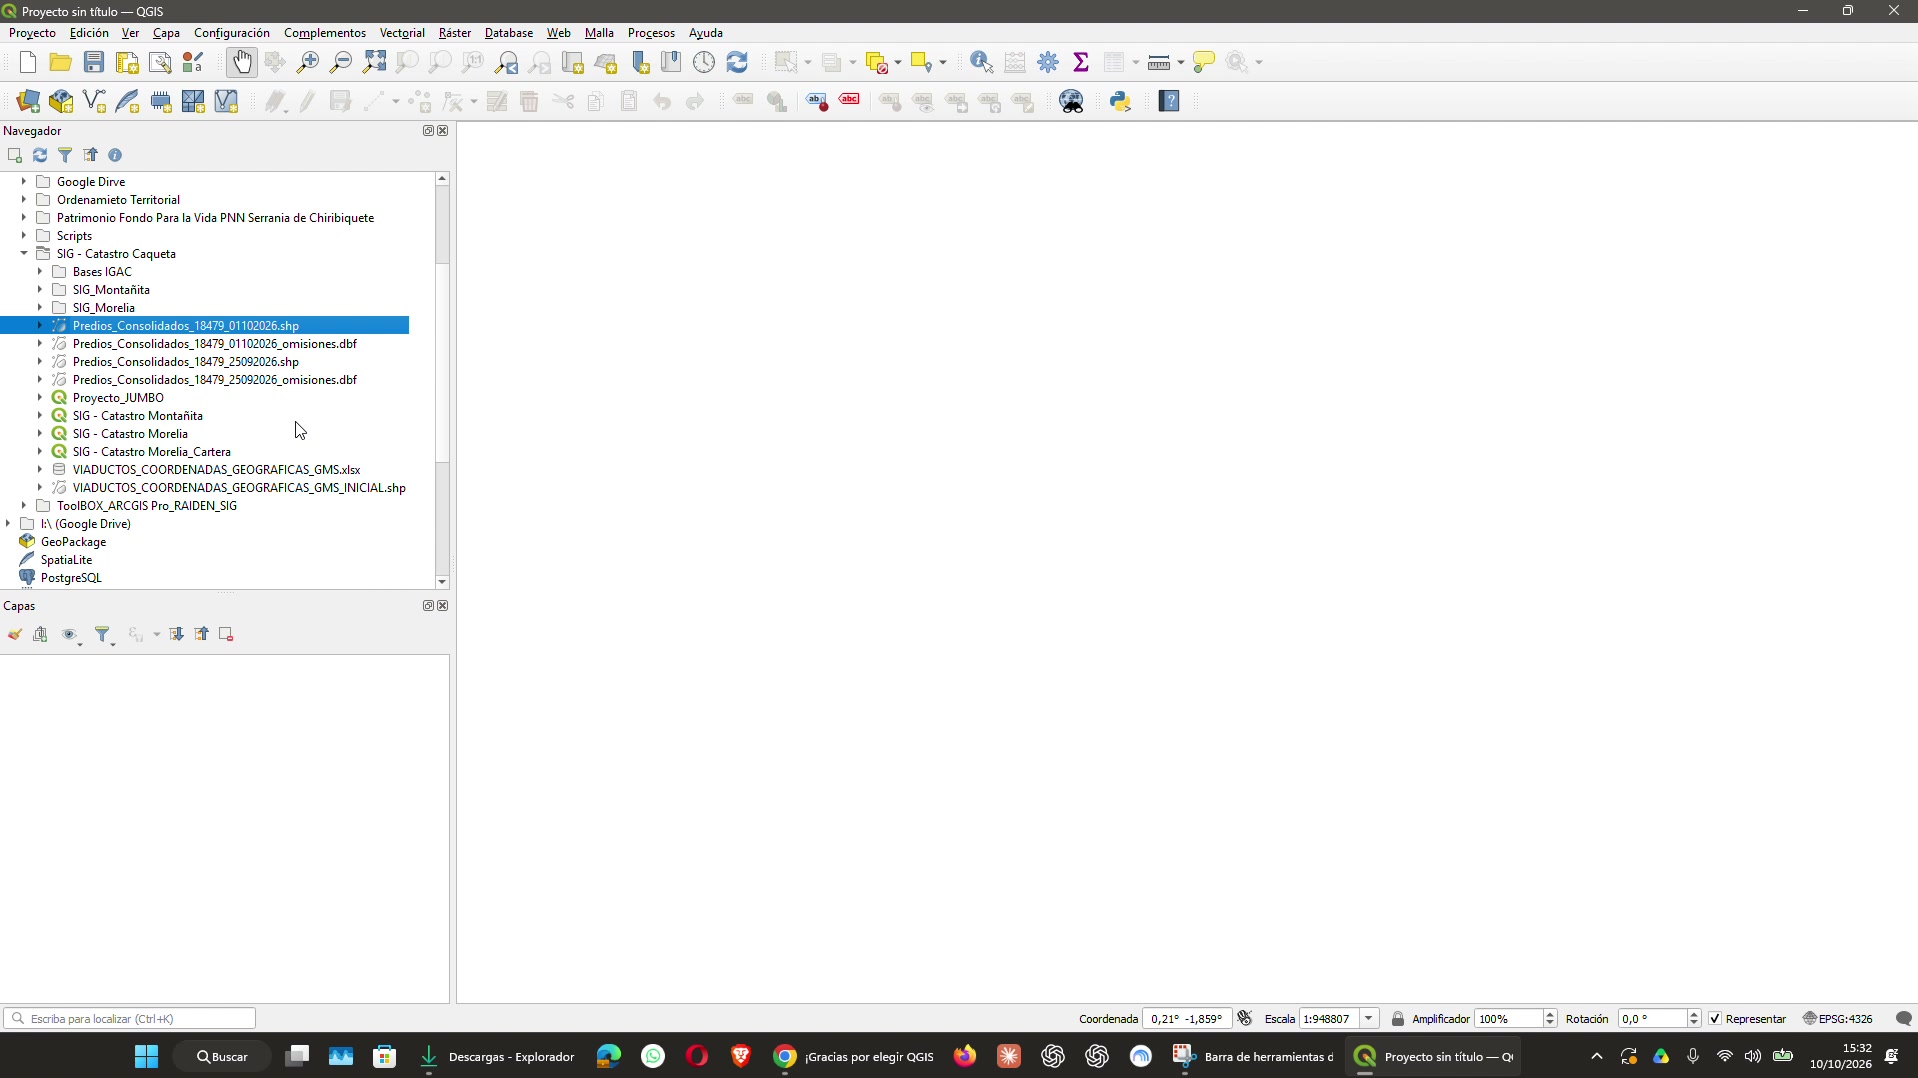 Proyecto sin título — QGIS
Proyecto Edición Ver Capa Configuración Complementos Vectorial Ráster Database Web Malla Procesos Ayuda
Navegador
Google Dirve
Ordenamieto Territorial
Patrimonio Fondo Para la Vida PNN Serrania de Chiribiquete
Scripts
SIG - Catastro Caqueta
Bases IGAC
SIG_Montañita
SIG_Morelia
Predios_Consolidados_18479_01102026.shp
Predios_Consolidados_18479_01102026_omisiones.dbf
Predios_Consolidados_18479_25092026.shp
Predios_Consolidados_18479_25092026_omisiones.dbf
Proyecto_JUMBO
SIG - Catastro Montañita
SIG - Catastro Morelia
SIG - Catastro Morelia_Cartera
VIADUCTOS_COORDENADAS_GEOGRAFICAS_GMS.xlsx
VIADUCTOS_COORDENADAS_GEOGRAFICAS_GMS_INICIAL.shp
ToolBOX_ARCGIS Pro_RAIDEN_SIG
I:\ (Google Drive)
GeoPackage
SpatiaLite
PostgreSQL
Capas
Escriba para localizar (Ctrl+K)
Coordenada 0,21° -1,859° Escala 1:948807 Amplificador 100% Rotación 0,0 ° Representar EPSG:4326
Buscar Descargas - Explorador ¡Gracias por elegir QGIS Barra de herramientas d Proyecto sin título — Q
15:32
10/10/2026